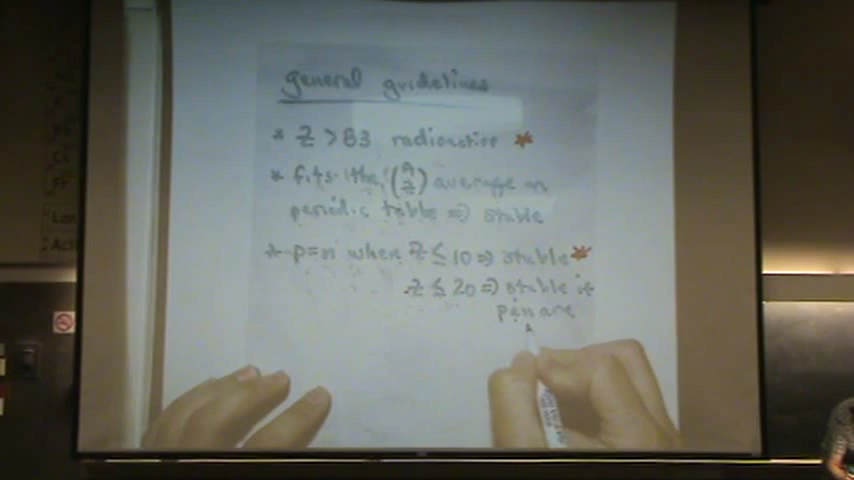 general guidelines
* Z > 83 radioactive *
* fits the (A/Z) average on
periodic table => stable
* p=n when Z ≤ 10 => stable *
Z ≤ 20 => stable if
p&n are